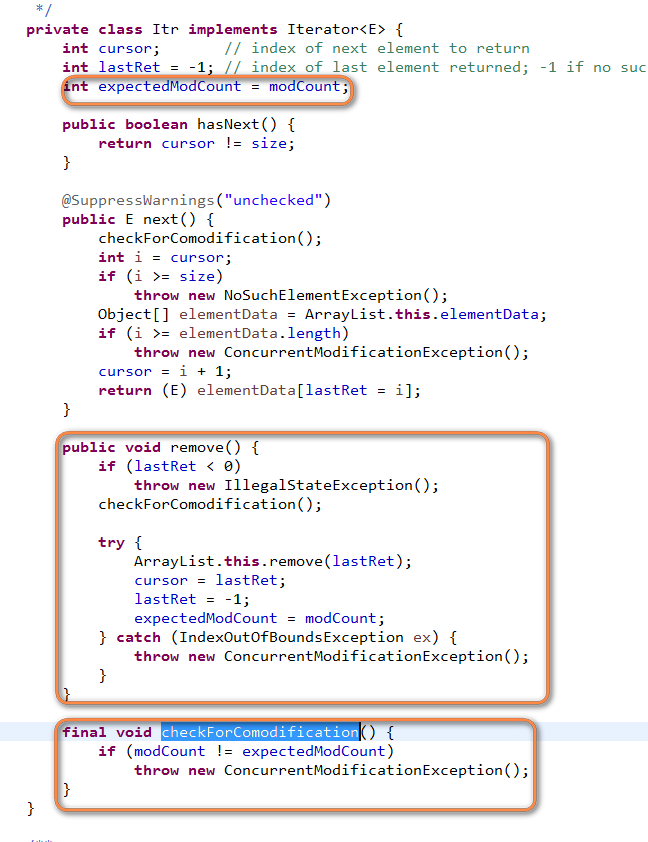 */
private class Itr implements Iterator<E> {
int cursor;       // index of next element to return
int lastRet = -1; // index of last element returned; -1 if no suc
int expectedModCount = modCount;
public boolean hasNext() {
return cursor != size;
}
@SuppressWarnings("unchecked")
public E next() {
checkForComodification();
int i = cursor;
if (i >= size)
throw new NoSuchElementException();
Object[] elementData = ArrayList.this.elementData;
if (i >= elementData.length)
throw new ConcurrentModificationException();
cursor = i + 1;
return (E) elementData[lastRet = i];
}
public void remove() {
if (lastRet < 0)
throw new IllegalStateException();
checkForComodification();
try {
ArrayList.this.remove(lastRet);
cursor = lastRet;
lastRet = -1;
expectedModCount = modCount;
} catch (IndexOutOfBoundsException ex) {
throw new ConcurrentModificationException();
}
}
final void checkForComodification() {
if (modCount != expectedModCount)
throw new ConcurrentModificationException();
}
}